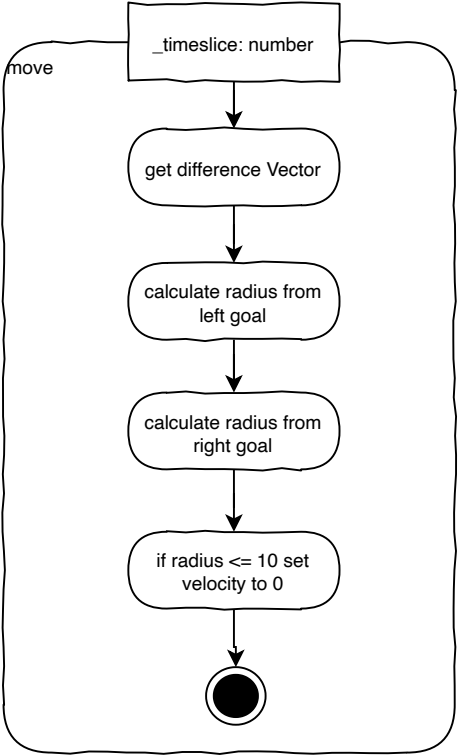 _timeslice: number
move
get difference Vector
calculate radius from
left goal
calculate radius from
right goal
if radius <= 10 set
velocity to 0